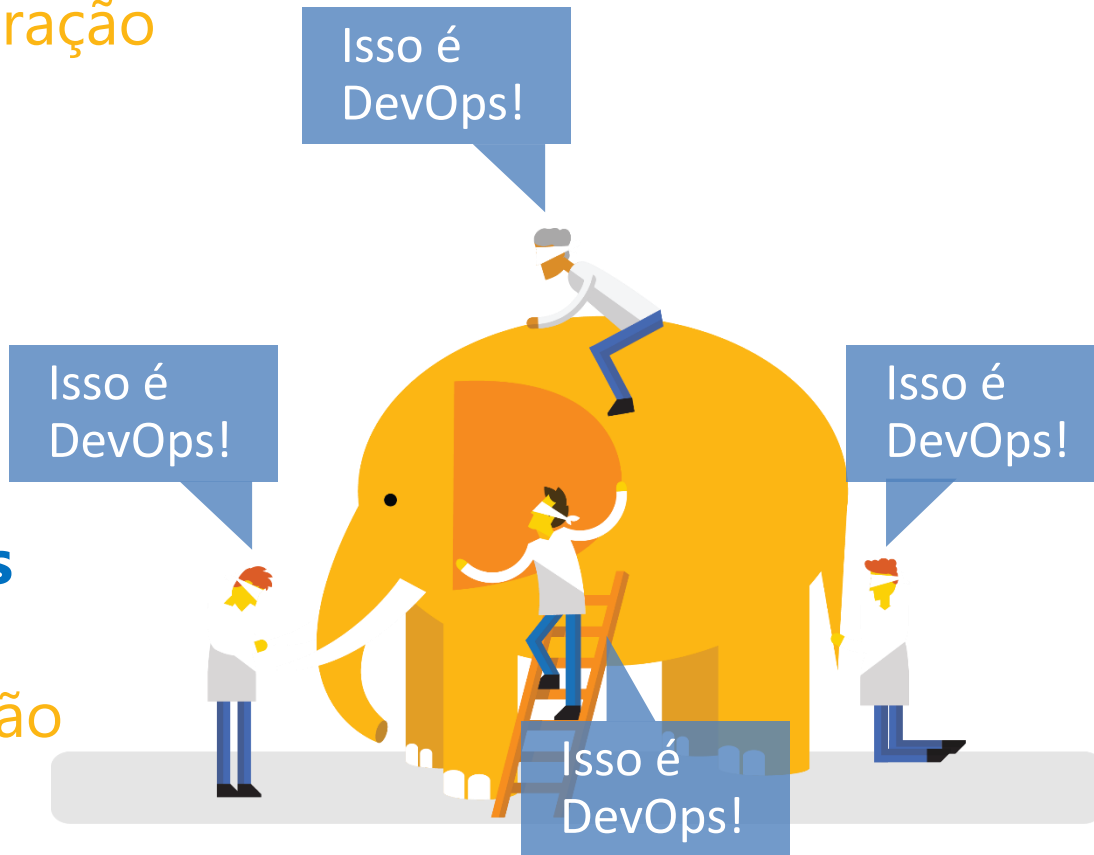 ração
Isso é
DevOps!
Isso é
DevOps!
Isso é
DevOps!
s
ão
Isso é
DevOps!